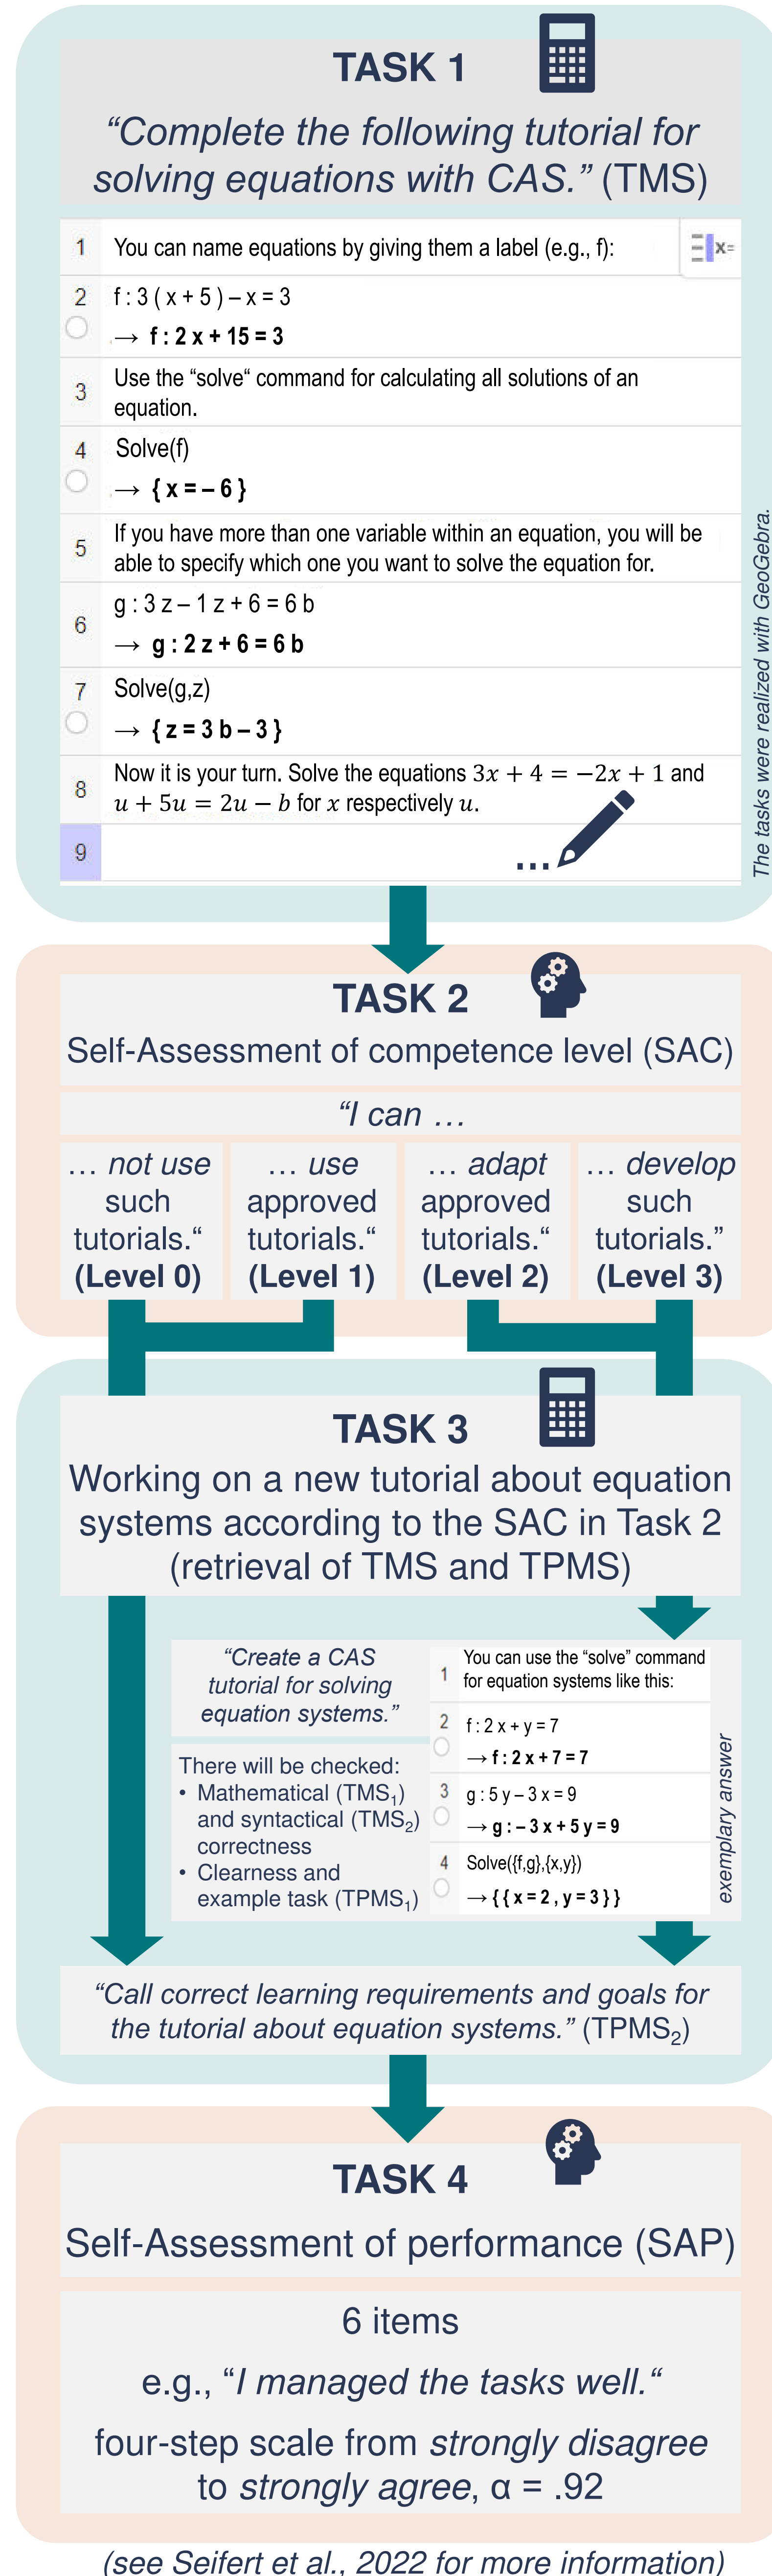 TASK 1
“Complete the following tutorial for
solving equations with CAS.” (TMS)
1 You can name equations by giving them a label (e.g., f): x=
2 f : 3 ( x + 5 ) – x = 3
→ f : 2 x + 15 = 3
3 Use the “solve“ command for calculating all solutions of an
equation.
4 Solve(f)
→ { x = – 6 }
5 If you have more than one variable within an equation, you will be
able to specify which one you want to solve the equation for.
6 g : 3 z – 1 z + 6 = 6 b
→ g : 2 z + 6 = 6 b
7 Solve(g,z)
→ { z = 3 b – 3 }
8 Now it is your turn. Solve the equations 3x + 4 = −2x + 1 and
u + 5u = 2u − b for x respectively u.
9
...
The tasks were realized with GeoGebra.
TASK 2
Self-Assessment of competence level (SAC)
“I can …
… not use
such
tutorials.“
(Level 0)
… use
approved
tutorials.“
(Level 1)
… adapt
approved
tutorials.“
(Level 2)
… develop
such
tutorials.”
(Level 3)
TASK 3
Working on a new tutorial about equation
systems according to the SAC in Task 2
(retrieval of TMS and TPMS)
“Create a CAS
tutorial for solving
equation systems.”
There will be checked:
• Mathematical (TMS₁)
and syntactical (TMS₂)
correctness
• Clearness and
example task (TPMS₁)
1 You can use the “solve” command
for equation systems like this:
2 f : 2 x + y = 7
→ f : 2 x + 7 = 7
3 g : 5 y – 3 x = 9
→ g : – 3 x + 5 y = 9
4 Solve({f,g},{x,y})
→ { { x = 2 , y = 3 } }
exemplary answer
“Call correct learning requirements and goals for
the tutorial about equation systems.” (TPMS₂)
TASK 4
Self-Assessment of performance (SAP)
6 items
e.g., “I managed the tasks well.“
four-step scale from strongly disagree
to strongly agree, α = .92
(see Seifert et al., 2022 for more information)